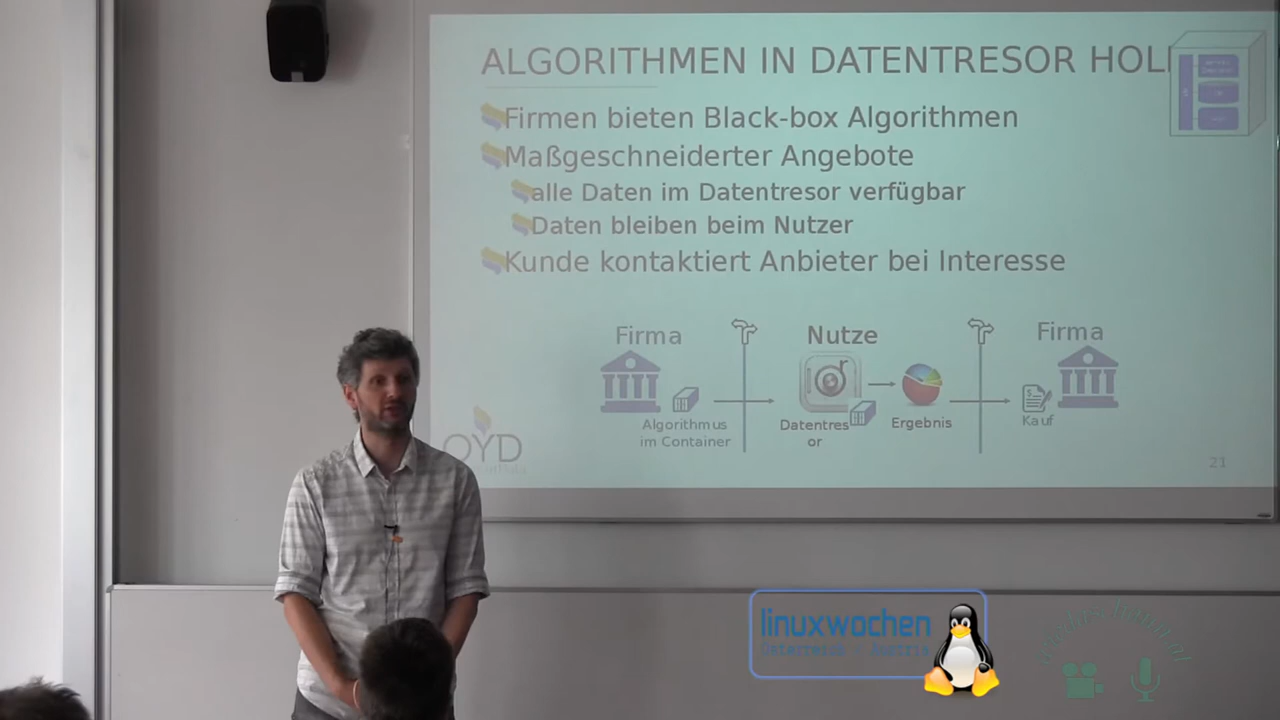 ALGORITHMEN IN DATENTRESOR HOL
Firmen bieten Black-box Algorithmen
Maßgeschneiderter Angebote
alle Daten im Datentresor verfügbar
Daten bleiben beim Nutzer
Kunde kontaktiert Anbieter bei Interesse
Firma
Nutze
Firma
Algorithmus
im Container
Datentres
or
Ergebnis
Kauf
OYD
21
linuxwochen
Österreich - Austria